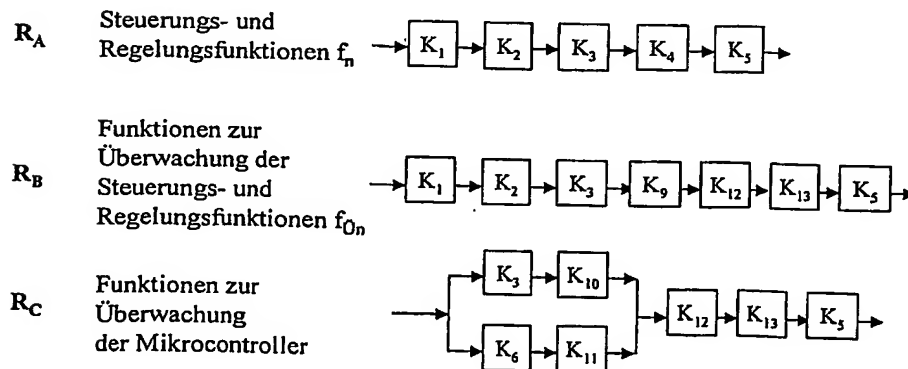 R_A
Steuerungs- und
Regelungsfunktionen f_n
K_1 K_2 K_3 K_4 K_5
R_B
Funktionen zur
Überwachung der
Steuerungs- und
Regelungsfunktionen f_Ün
K_1 K_2 K_3 K_9 K_12 K_13 K_5
R_C
Funktionen zur
Überwachung
der Mikrocontroller
K_3 K_10
K_12 K_13 K_5
K_6 K_11